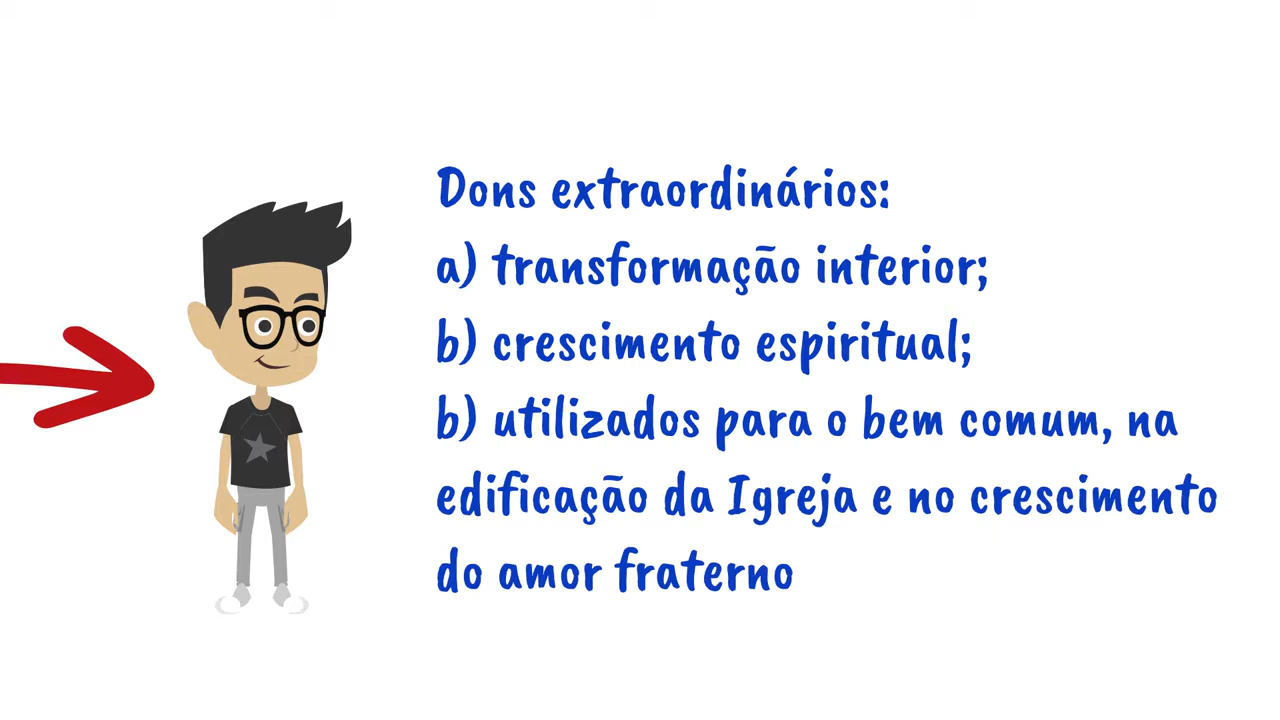 Dons extraordinários:
a) transformação interior;
b) crescimento espiritual;
b) utilizados para o bem comum, na
edificação da Igreja e no crescimento
do amor fraterno